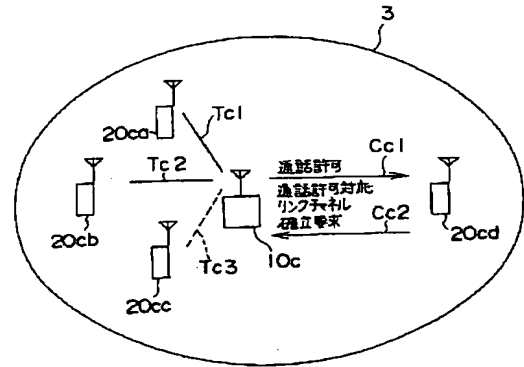 3
20ca
Tc1
Tc2
20cb
20cc
Tc3
10c
通話許可
Cc1
通話許可対応
リンクチャネル
確立要求
Cc2
20cd